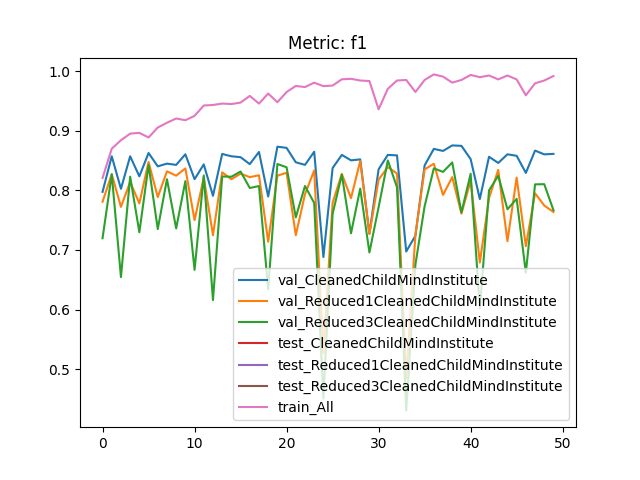 Metric: f1
1.0
0.9
0.8
0.7
0.6
0.5
val_CleanedChildMindInstitute
val_Reduced1CleanedChildMindInstitute
val_Reduced3CleanedChildMindInstitute
test_CleanedChildMindInstitute
test_Reduced1CleanedChildMindInstitute
test_Reduced3CleanedChildMindInstitute
train_All
0 10 20 30 40 50